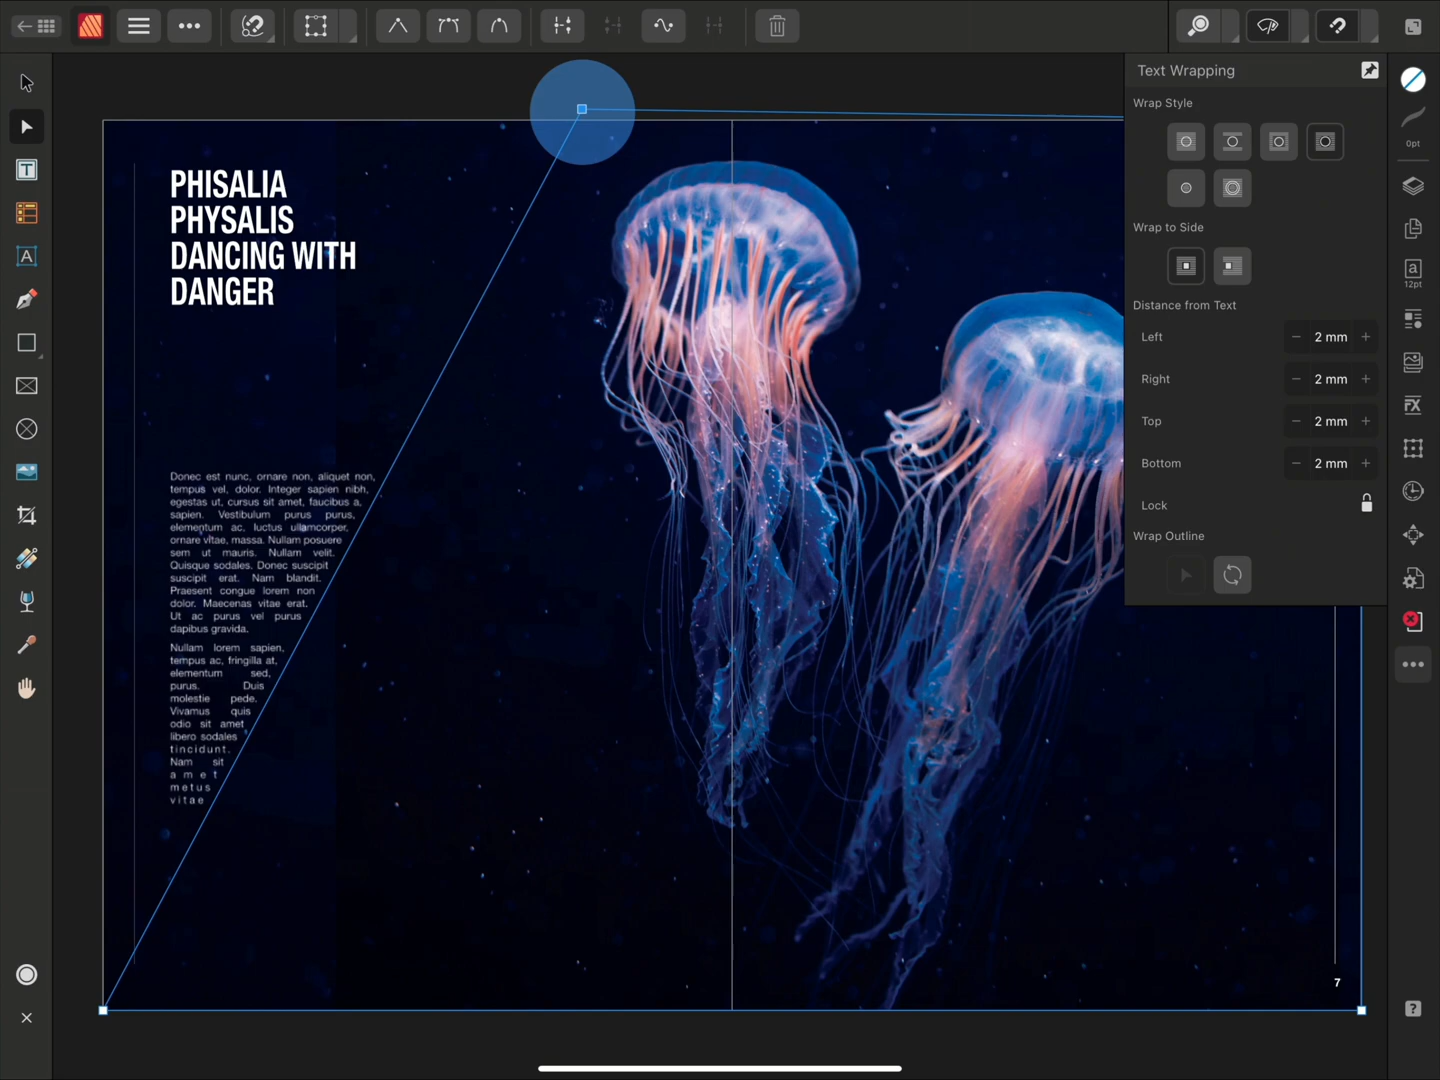 Text Wrapping
Wrap Style
0pt
Wrap to Side
12pt
Distance from Text
Left
2 mm
Right
2 mm
Top
2 mm
Bottom
2 mm
Lock
Wrap Outline
PHISALIA
PHYSALIS
DANCING WITH
DANGER
Donec est nunc, ornare non, aliquet non,
tempus vel, dolor. Integer sapien nibh,
egestas ut, cursus sit amet, faucibus a,
sapien. Vestibulum purus purus,
elementum ac, luctus ullamcorper,
ornare vitae, massa. Nullam posuere
sem ut mauris. Nullam velit.
Quisque sodales. Donec suscipit
suscipit erat. Nam blandit.
Praesent congue lorem non
dolor. Maecenas vitae erat.
Ut ac purus vel purus
dapibus gravida.
Nullam lorem sapien,
tempus ac, fringilla at,
elementum sed,
purus. Duis
molestie pede.
Vivamus quis
odio sit amet
libero sodales
tincidunt.
Nam sit
amet
metus
vitae
7
T
A
a
FX
?